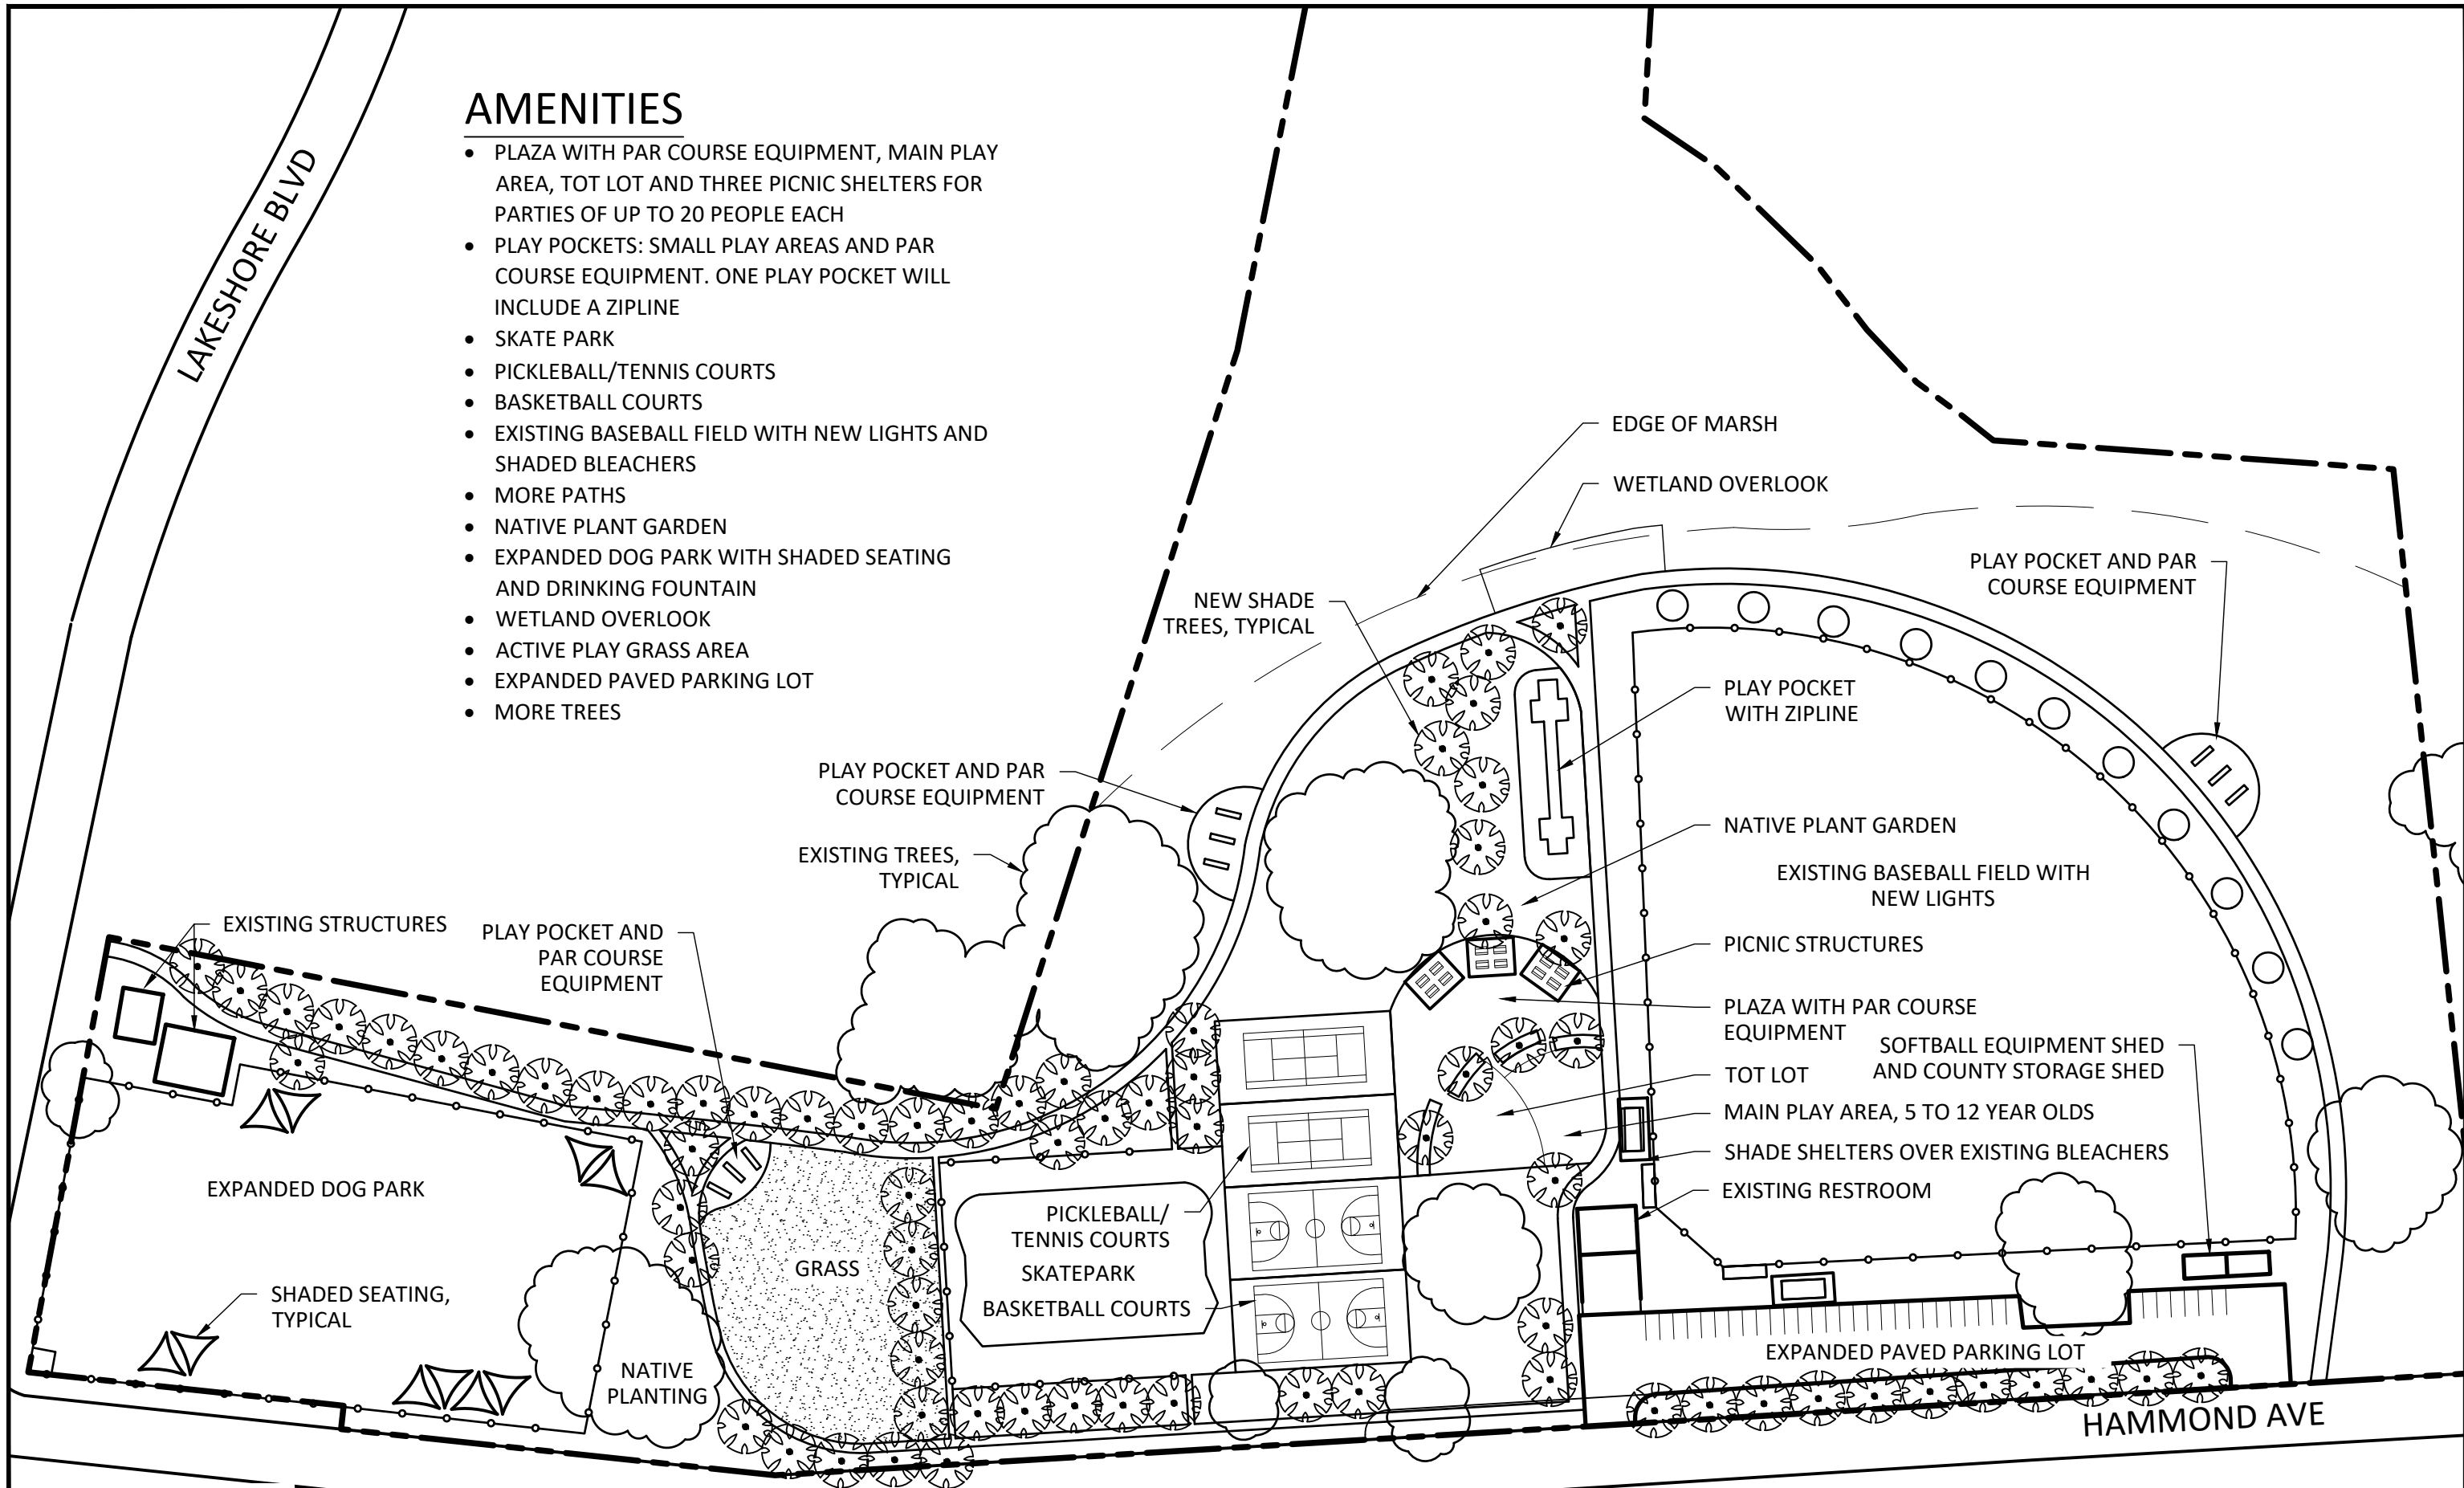 AMENITIES
• PLAZA WITH PAR COURSE EQUIPMENT, MAIN PLAY
AREA, TOT LOT AND THREE PICNIC SHELTERS FOR
PARTIES OF UP TO 20 PEOPLE EACH
• PLAY POCKETS: SMALL PLAY AREAS AND PAR
COURSE EQUIPMENT. ONE PLAY POCKET WILL
INCLUDE A ZIPLINE
• SKATE PARK
• PICKLEBALL/TENNIS COURTS
• BASKETBALL COURTS
• EXISTING BASEBALL FIELD WITH NEW LIGHTS AND
SHADED BLEACHERS
• MORE PATHS
• NATIVE PLANT GARDEN
• EXPANDED DOG PARK WITH SHADED SEATING
AND DRINKING FOUNTAIN
• WETLAND OVERLOOK
• ACTIVE PLAY GRASS AREA
• EXPANDED PAVED PARKING LOT
• MORE TREES
LAKESHORE BLVD
EDGE OF MARSH
WETLAND OVERLOOK
PLAY POCKET AND PAR
COURSE EQUIPMENT
NEW SHADE
TREES, TYPICAL
PLAY POCKET
WITH ZIPLINE
PLAY POCKET AND PAR
COURSE EQUIPMENT
NATIVE PLANT GARDEN
EXISTING TREES,
TYPICAL
EXISTING BASEBALL FIELD WITH
NEW LIGHTS
EXISTING STRUCTURES
PLAY POCKET AND
PAR COURSE
EQUIPMENT
PICNIC STRUCTURES
PLAZA WITH PAR COURSE
EQUIPMENT
SOFTBALL EQUIPMENT SHED
AND COUNTY STORAGE SHED
TOT LOT
MAIN PLAY AREA, 5 TO 12 YEAR OLDS
SHADE SHELTERS OVER EXISTING BLEACHERS
EXISTING RESTROOM
EXPANDED DOG PARK
PICKLEBALL/
TENNIS COURTS
SKATEPARK
BASKETBALL COURTS
GRASS
SHADED SEATING,
TYPICAL
NATIVE
PLANTING
EXPANDED PAVED PARKING LOT
HAMMOND AVE